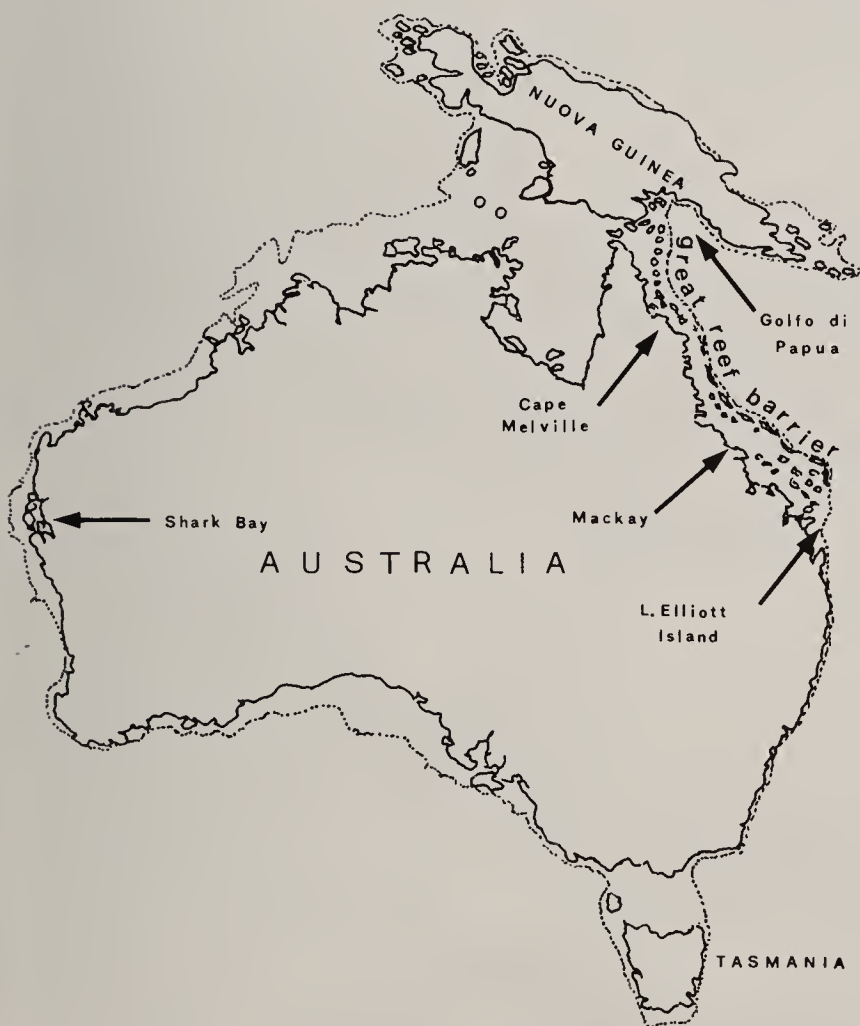 NUOVA GUINEA
great reef barrier
Golfo di
Papua
Cape
Melville
Mackay
Shark Bay
AUSTRALIA
L. Elliott
Island
TASMANIA